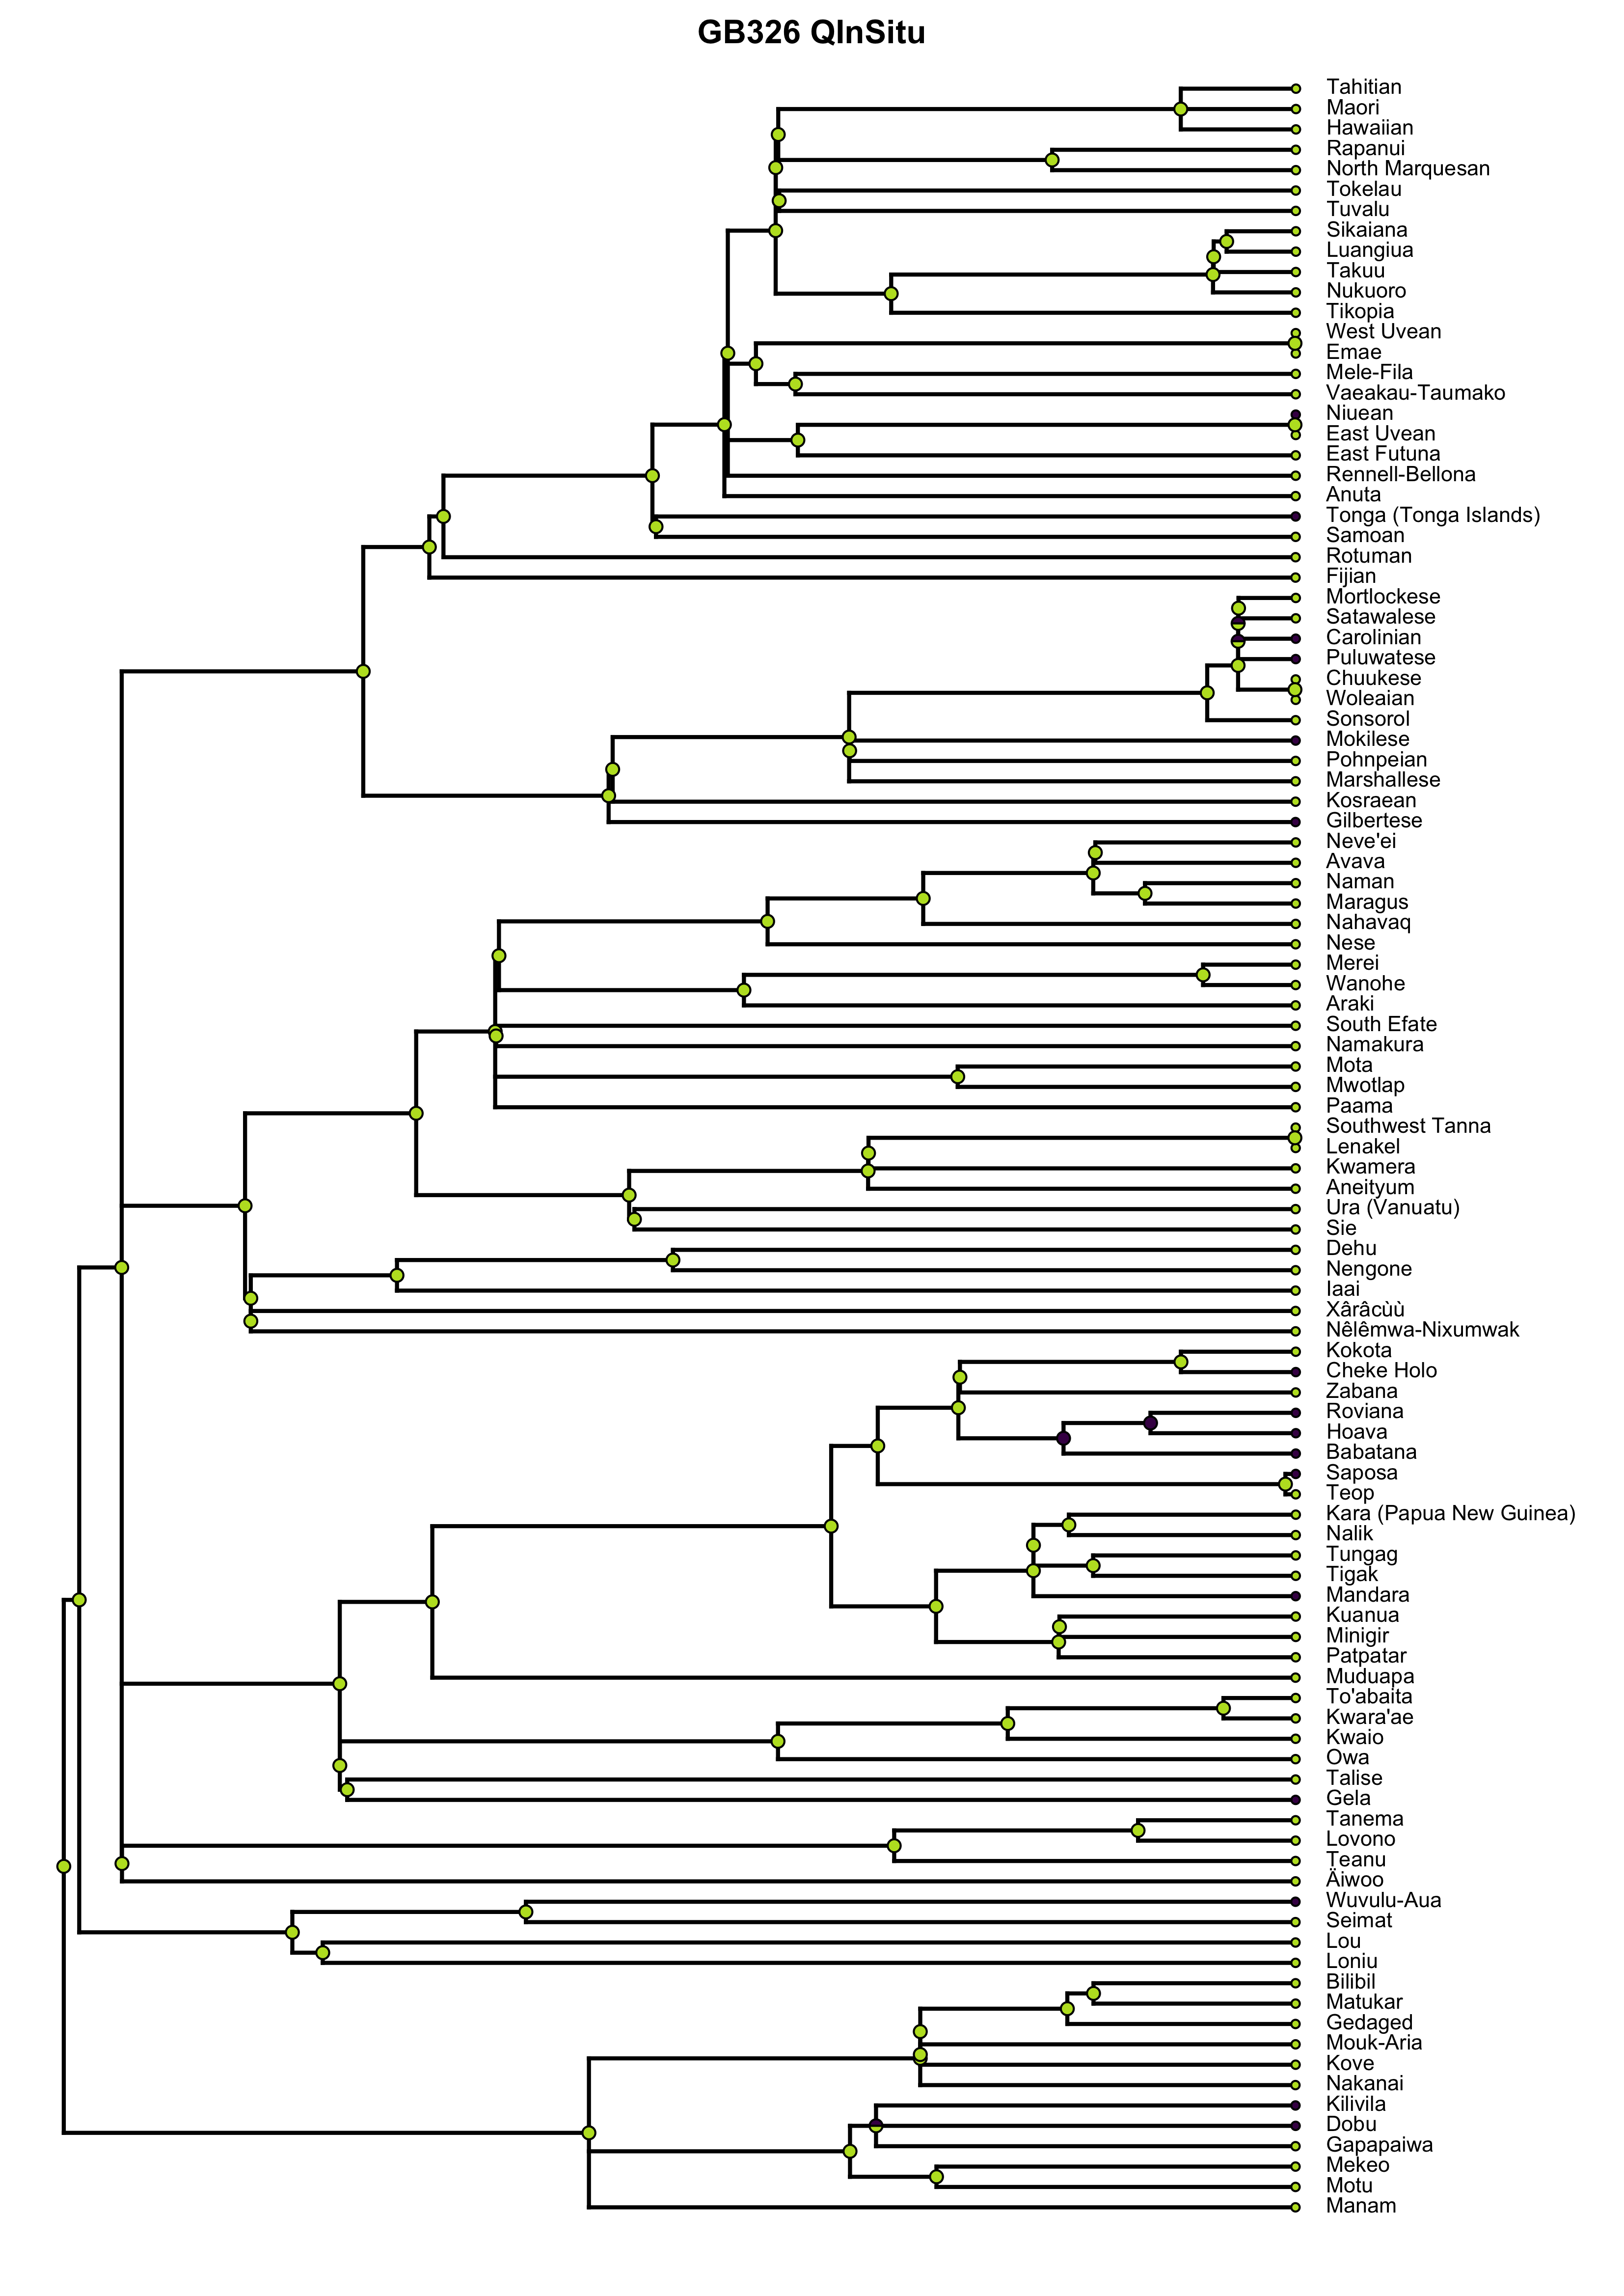 GB326 QInSitu
Tahitian
Maori
Hawaiian
Rapanui
North Marquesan
Tokelau
Tuvalu
Sikaiana
Luangiua
Takuu
Nukuoro
Tikopia
West Uvean
Emae
Mele-Fila
Vaeakau-Taumako
Niuean
East Uvean
East Futuna
Rennell-Bellona
Anuta
Tonga (Tonga Islands)
Samoan
Rotuman
Fijian
Mortlockese
Satawalese
Carolinian
Puluwatese
Chuukese
Woleaian
Sonsorol
Mokilese
Pohnpeian
Marshallese
Kosraean
Gilbertese
Neve'ei
Avava
Naman
Maragus
Nahavaq
Nese
Merei
Wanohe
Araki
South Efate
Namakura
Mota
Mwotlap
Paama
Southwest Tanna
Lenakel
Kwamera
Aneityum
Ura (Vanuatu)
Sie
Dehu
Nengone
Iaai
Xârâcùù
Nêlêmwa-Nixumwak
Kokota
Cheke Holo
Zabana
Roviana
Hoava
Babatana
Saposa
Teop
Kara (Papua New Guinea)
Nalik
Tungag
Tigak
Mandara
Kuanua
Minigir
Patpatar
Muduapa
To'abaita
Kwara'ae
Kwaio
Owa
Talise
Gela
Tanema
Lovono
Teanu
Äiwoo
Wuvulu-Aua
Seimat
Lou
Loniu
Bilibil
Matukar
Gedaged
Mouk-Aria
Kove
Nakanai
Kilivila
Dobu
Gapapaiwa
Mekeo
Motu
Manam